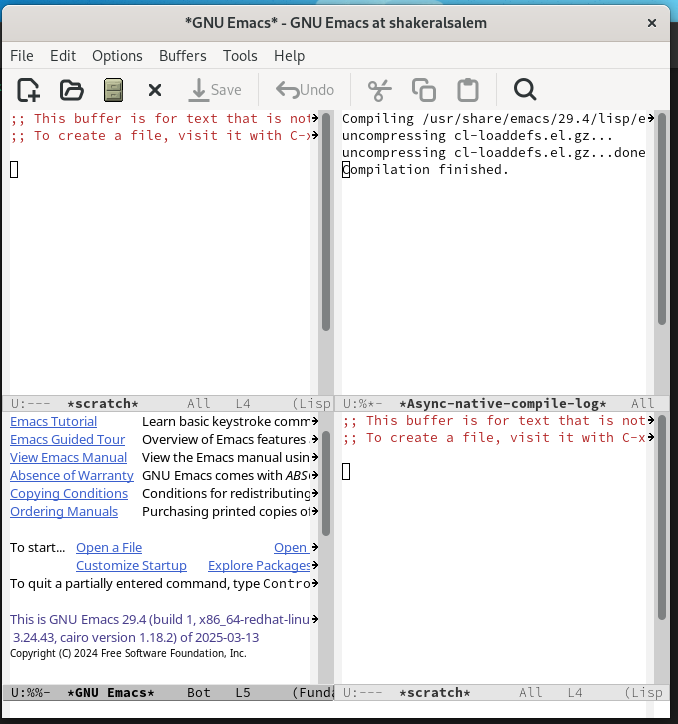 *GNU Emacs* - GNU Emacs at shakeralsalem
File Edit Options Buffers Tools Help
Save Undo
;; This buffer is for text that is not
;; To create a file, visit it with C-x
U:--- *scratch* All L4 (Lisp
Compiling /usr/share/emacs/29.4/lisp/e
uncompressing cl-loaddefs.el.gz...
uncompressing cl-loaddefs.el.gz...done
Compilation finished.
U:%*- *Async-native-compile-log* All
Emacs Tutorial Learn basic keystroke comm
Emacs Guided Tour Overview of Emacs features
View Emacs Manual View the Emacs manual usin
Absence of Warranty GNU Emacs comes with ABS
Copying Conditions Conditions for redistributing
Ordering Manuals Purchasing printed copies of
To start... Open a File Open
Customize Startup Explore Packages
To quit a partially entered command, type Contro
This is GNU Emacs 29.4 (build 1, x86_64-redhat-linu
3.24.43, cairo version 1.18.2) of 2025-03-13
Copyright (C) 2024 Free Software Foundation, Inc.
U:%%- *GNU Emacs* Bot L5 (Funda
;; This buffer is for text that is not
;; To create a file, visit it with C-x
U:--- *scratch* All L4 (Lisp